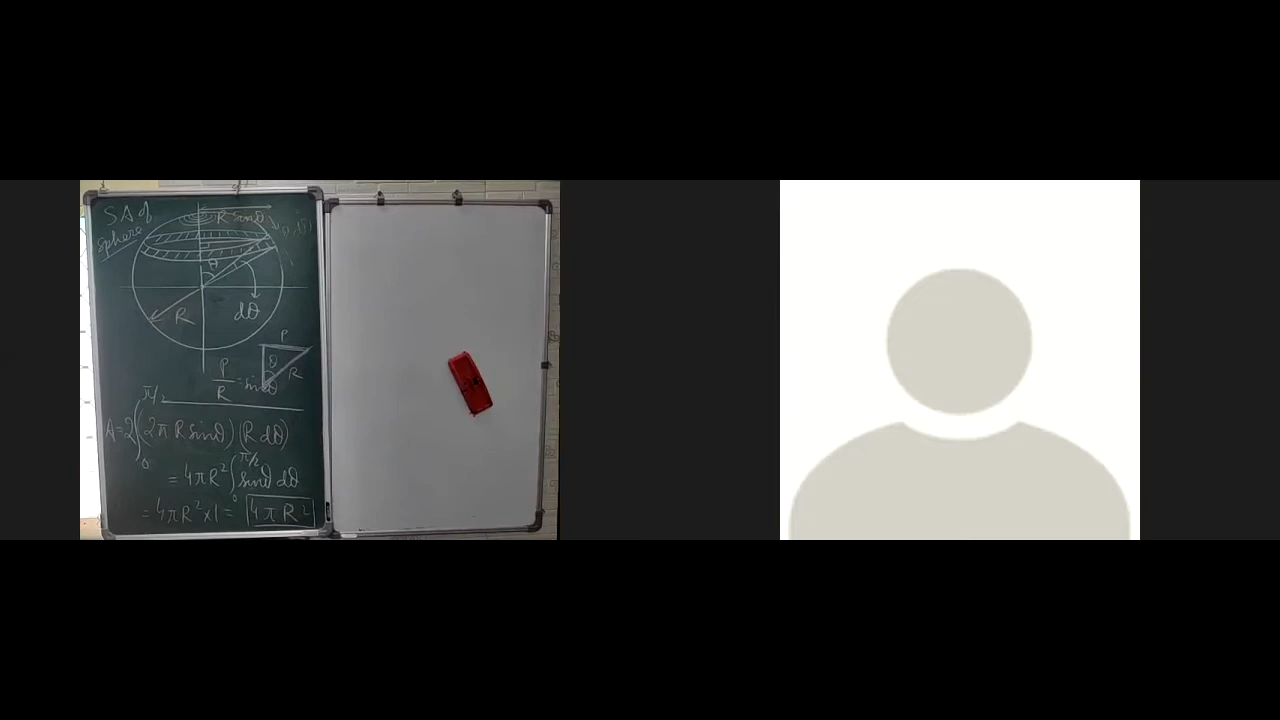 SA of
sphere
R sinθ
θ
R
dθ
P
θ
R
P/R = sinθ
A = 2∫₀^π/2 (2π R sinθ) (R dθ)
= 4πR² ∫₀^π/2 sinθ dθ
= 4πR² x 1 = 4πR²